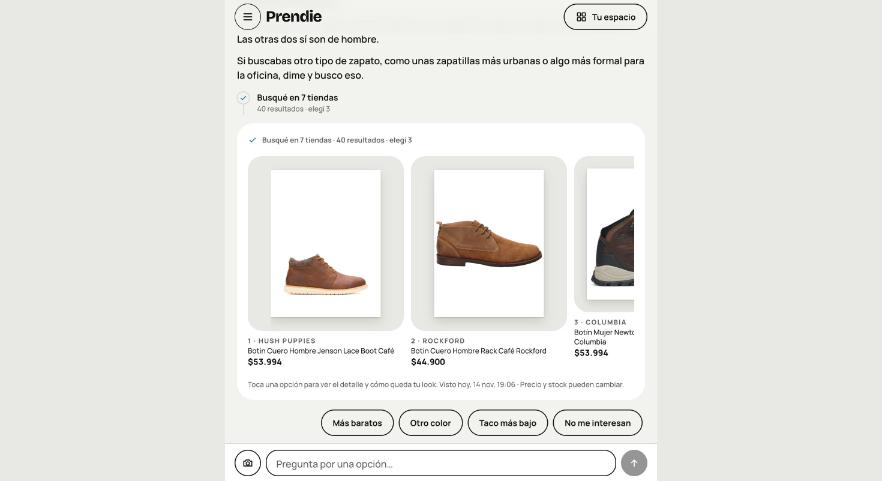 Prendie
Tu espacio
Las otras dos sí son de hombre.
Si buscabas otro tipo de zapato, como unas zapatillas más urbanas o algo más formal para
la oficina, dime y busco eso.
Busqué en 7 tiendas
40 resultados · elegí 3
Busqué en 7 tiendas · 40 resultados · elegí 3
1 · HUSH PUPPIES
Botín Cuero Hombre Jenson Lace Boot Café
$53.994
2 · ROCKFORD
Botín Cuero Hombre Rack Café Rockford
$44.900
3 · COLUMBIA
Botín Mujer Newto
Columbia
$53.994
Toca una opción para ver el detalle y cómo queda tu look. Visto hoy, 14 nov, 19:06 · Precio y stock pueden cambiar.
Más baratos
Otro color
Taco más bajo
No me interesan
Pregunta por una opción...